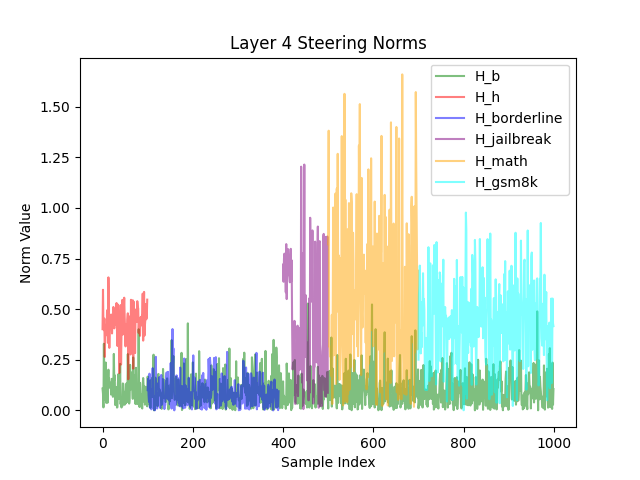 Layer 4 Steering Norms
Norm Value
1.50
1.25
1.00
0.75
0.50
0.25
0.00
H_b
H_h
H_borderline
H_jailbreak
H_math
H_gsm8k
0
200
400
600
800
1000
Sample Index